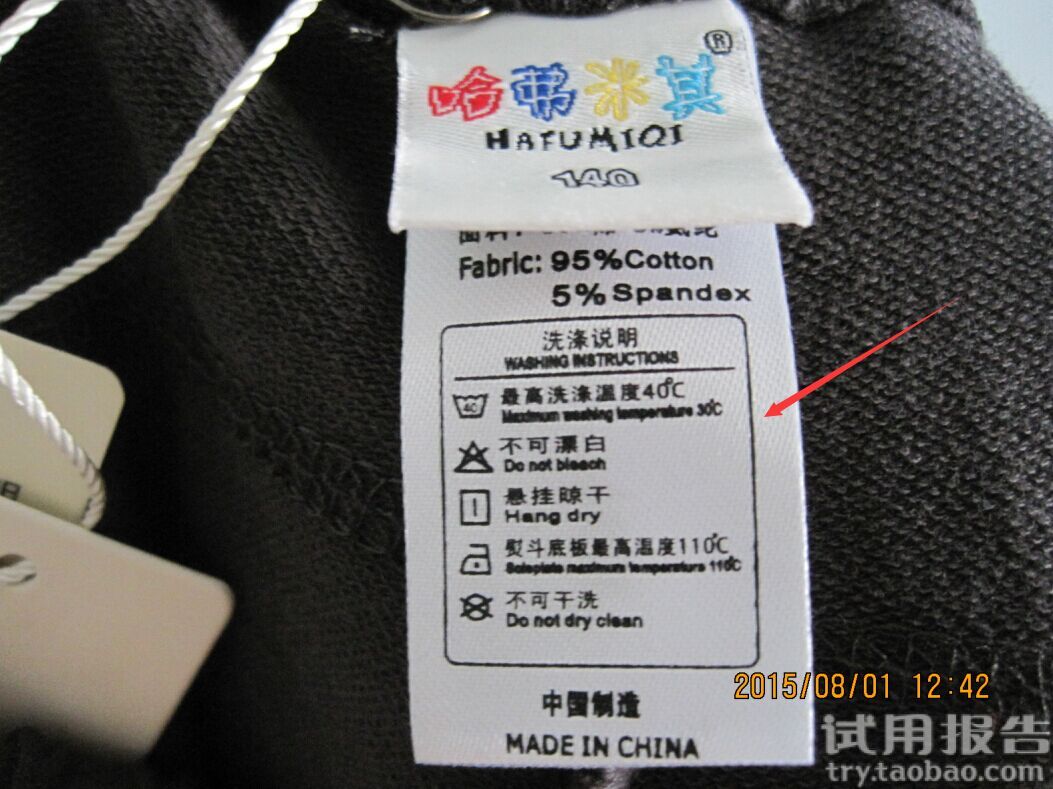 哈弗米其®
HAFUMIQI
140
Fabric: 95%Cotton
5%Spandex
洗涤说明
WASHING INSTRUCTIONS
40
最高洗涤温度40℃
Maximum washing temperature 30℃
不可漂白
Do not bleach
悬挂晾干
Hang dry
熨斗底板最高温度110℃
Soleplate maximum temperature 110℃
不可干洗
Do not dry clean
中国制造
MADE IN CHINA
2015/08/01 12:42
试用报告
try.taobao.com